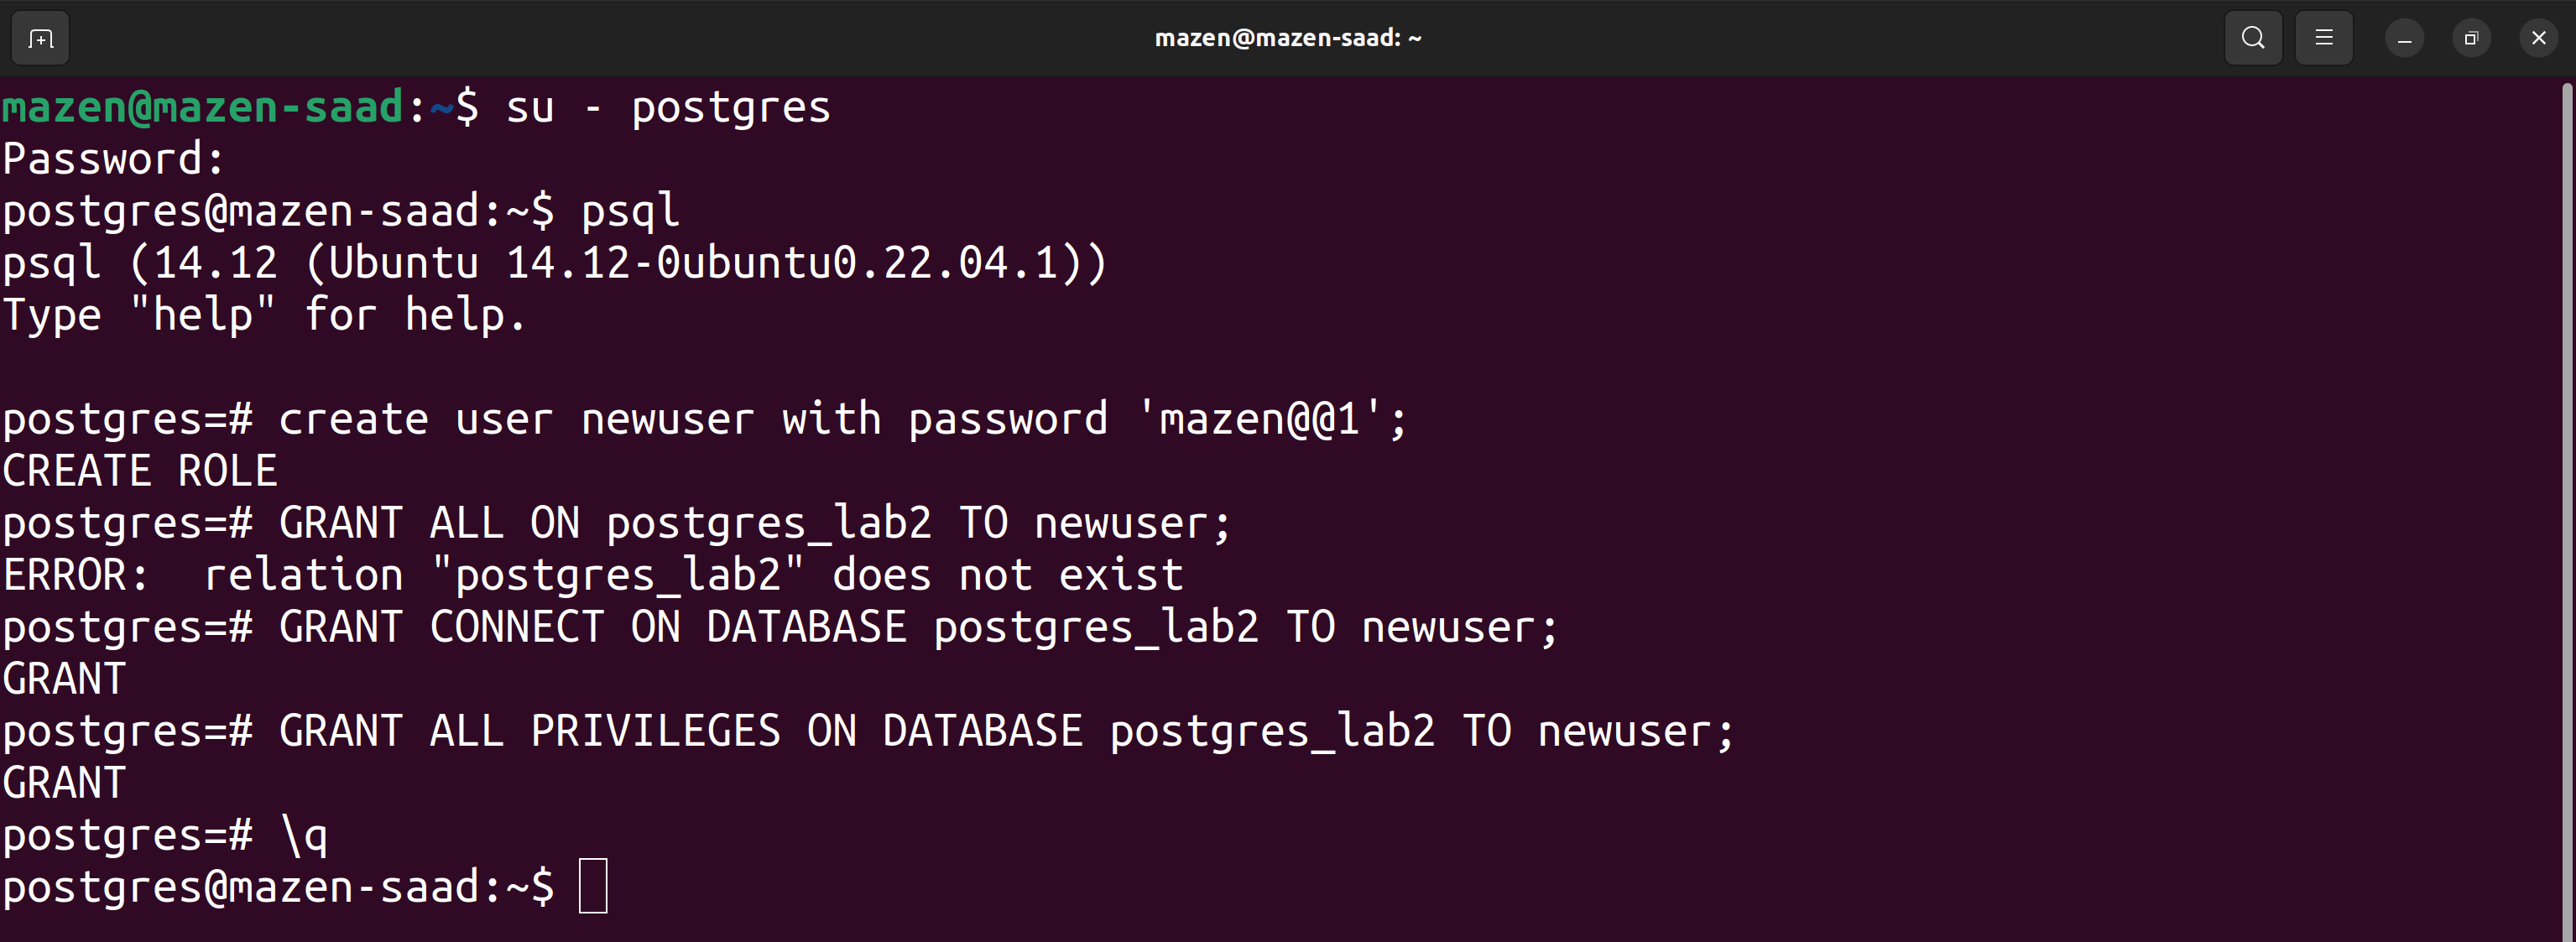 mazen@mazen-saad: ~
mazen@mazen-saad:~$ su - postgres
Password:
postgres@mazen-saad:~$ psql
psql (14.12 (Ubuntu 14.12-0ubuntu0.22.04.1))
Type "help" for help.
postgres=# create user newuser with password 'mazen@@1';
CREATE ROLE
postgres=# GRANT ALL ON postgres_lab2 TO newuser;
ERROR:  relation "postgres_lab2" does not exist
postgres=# GRANT CONNECT ON DATABASE postgres_lab2 TO newuser;
GRANT
postgres=# GRANT ALL PRIVILEGES ON DATABASE postgres_lab2 TO newuser;
GRANT
postgres=# \q
postgres@mazen-saad:~$